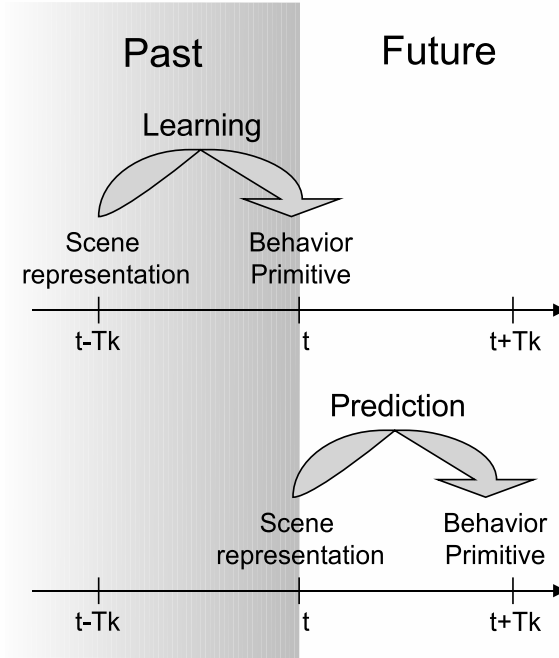 Past Future
Learning
Scene Behavior
representation Primitive
t-Tk t t+Tk
Prediction
Scene Behavior
representation Primitive
t-Tk t t+Tk